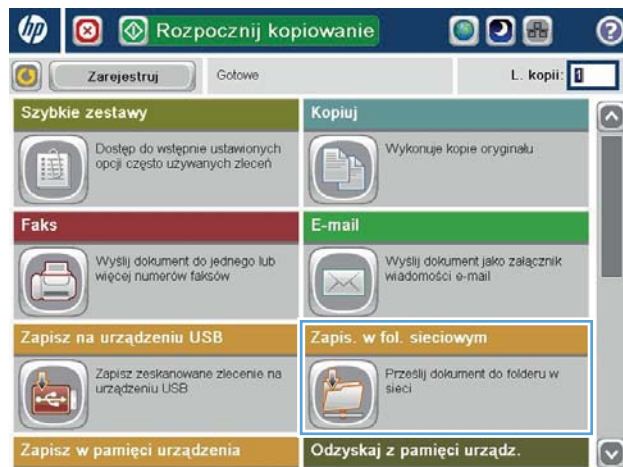 hp
Rozpocznij kopiowanie
?
Zarejestruj
Gotowe
L. kopii: 1
Szybkie zestawy
Kopiuj
Dostęp do wstępnie ustawionych
opcji często używanych zleceń
Wykonuje kopie oryginału
Faks
E-mail
Wyślij dokument do jednego lub
więcej numerów faksów
Wyślij dokument jako załącznik
wiadomości e-mail
Zapisz na urządzeniu USB
Zapis. w fol. sieciowym
Zapisz zeskanowane zlecenie na
urządzeniu USB
Prześlij dokument do folderu w
sieci
Zapisz w pamięci urządzenia
Odzyskaj z pamięci urządz.